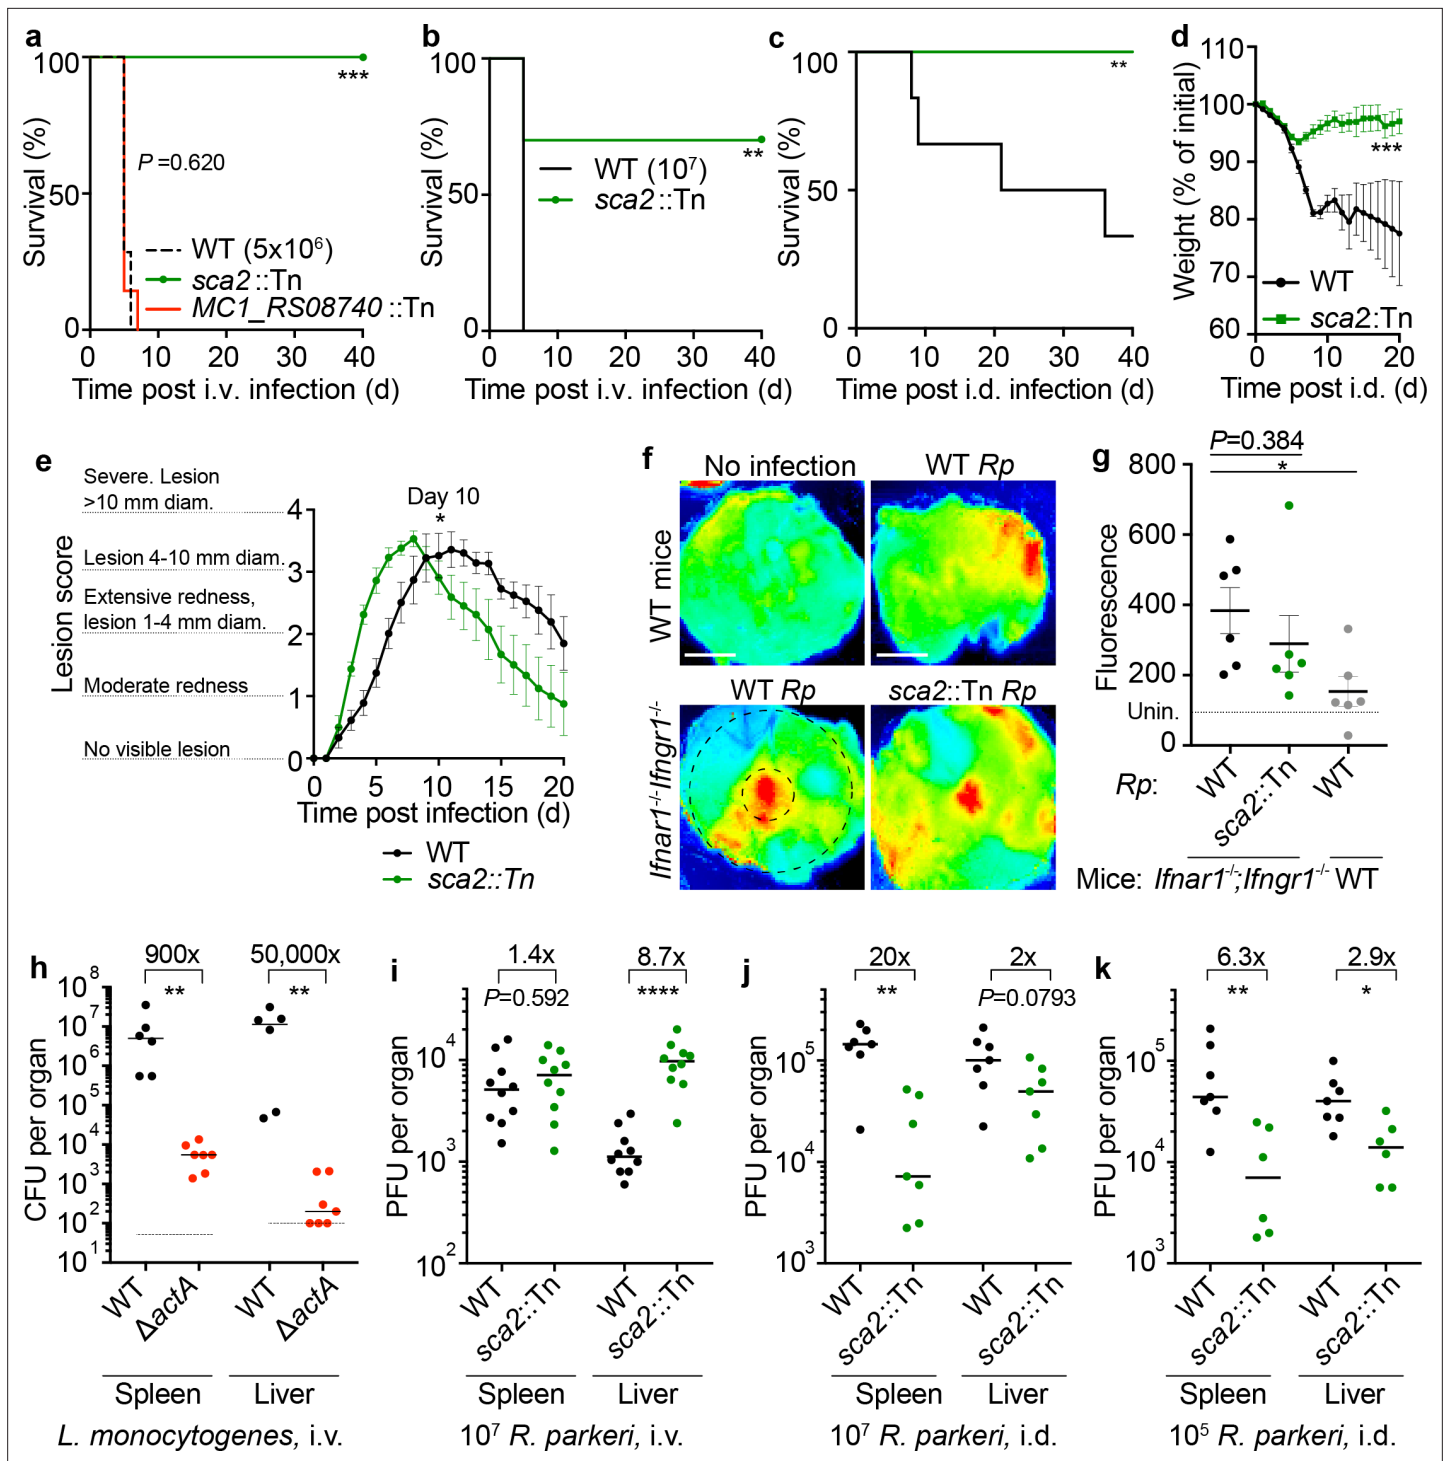 a
100
50
0
Survival (%)
P =0.620
***
WT (5x10⁶)
sca2::Tn
MC1_RS08740::Tn
0 10 20 30 40
Time post i.v. infection (d)
b
100
50
0
Survival (%)
WT (10⁷)
sca2::Tn
**
0 10 20 30 40
Time post i.v. infection (d)
c
100
50
0
Survival (%)
**
0 10 20 30 40
Time post i.d. infection (d)
d
110
100
90
80
70
60
Weight (% of initial)
***
WT
sca2:Tn
0 10 20
Time post i.d. (d)
e
Severe. Lesion
>10 mm diam.
Lesion 4-10 mm diam.
Extensive redness,
lesion 1-4 mm diam.
Moderate redness
No visible lesion
Lesion score
4
3
2
1
0
Day 10
*
0 5 10 15 20
Time post infection (d)
WT
sca2::Tn
f
No infection
WT Rp
WT mice
WT Rp
sca2::Tn Rp
Ifnar1⁻/⁻Ifngr1⁻/⁻
g
P=0.384
*
800
600
400
200
0
Unin.
Fluorescence
Rp:
WT
sca2::Tn
WT
Mice: Ifnar1⁻/⁻;Ifngr1⁻/⁻ WT
h
900x
50,000x
**
**
10⁸
10⁷
10⁶
10⁵
10⁴
10³
10²
10¹
CFU per organ
WT
ΔactA
WT
ΔactA
Spleen
Liver
L. monocytogenes, i.v.
i
1.4x
8.7x
P=0.592
****
10⁴
10³
10²
PFU per organ
WT
sca2::Tn
WT
sca2::Tn
Spleen
Liver
10⁷ R. parkeri, i.v.
j
20x
2x
**
P=0.0793
10⁵
10⁴
10³
PFU per organ
WT
sca2::Tn
WT
sca2::Tn
Spleen
Liver
10⁷ R. parkeri, i.d.
k
6.3x
2.9x
**
*
10⁵
10⁴
10³
PFU per organ
WT
sca2::Tn
WT
sca2::Tn
Spleen
Liver
10⁵ R. parkeri, i.d.